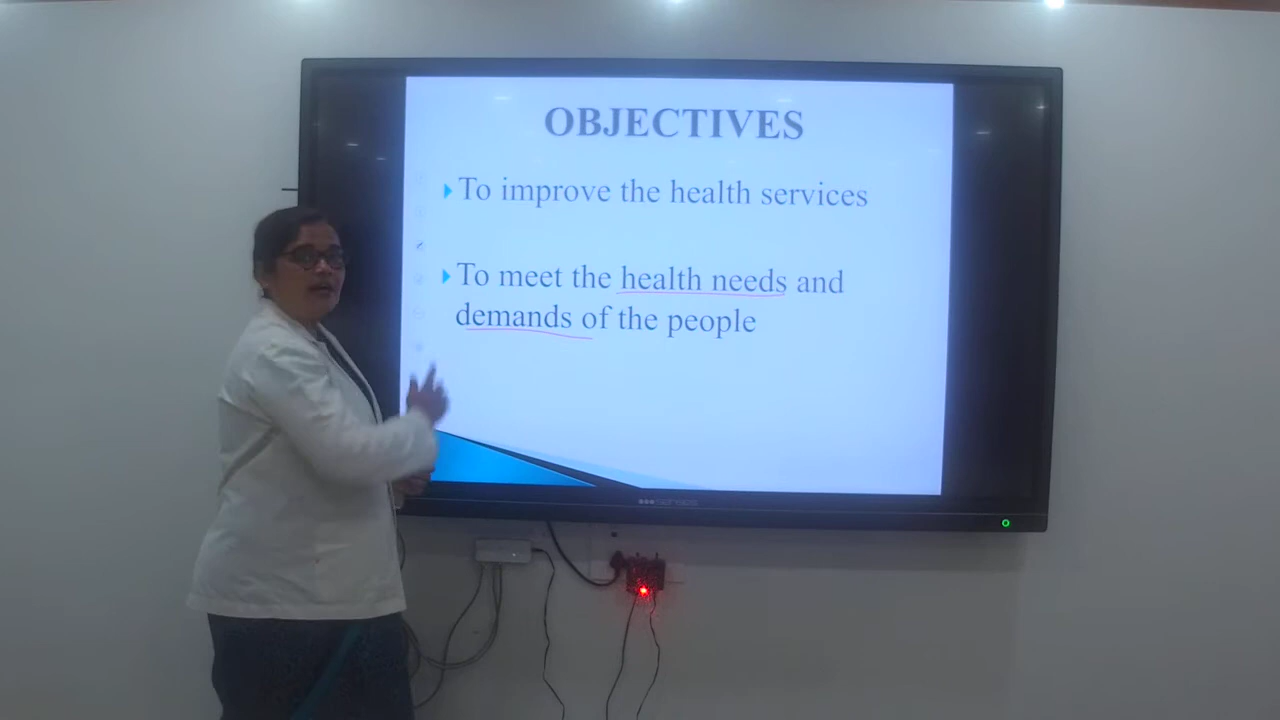 OBJECTIVES
To improve the health services
To meet the health needs and
demands of the people